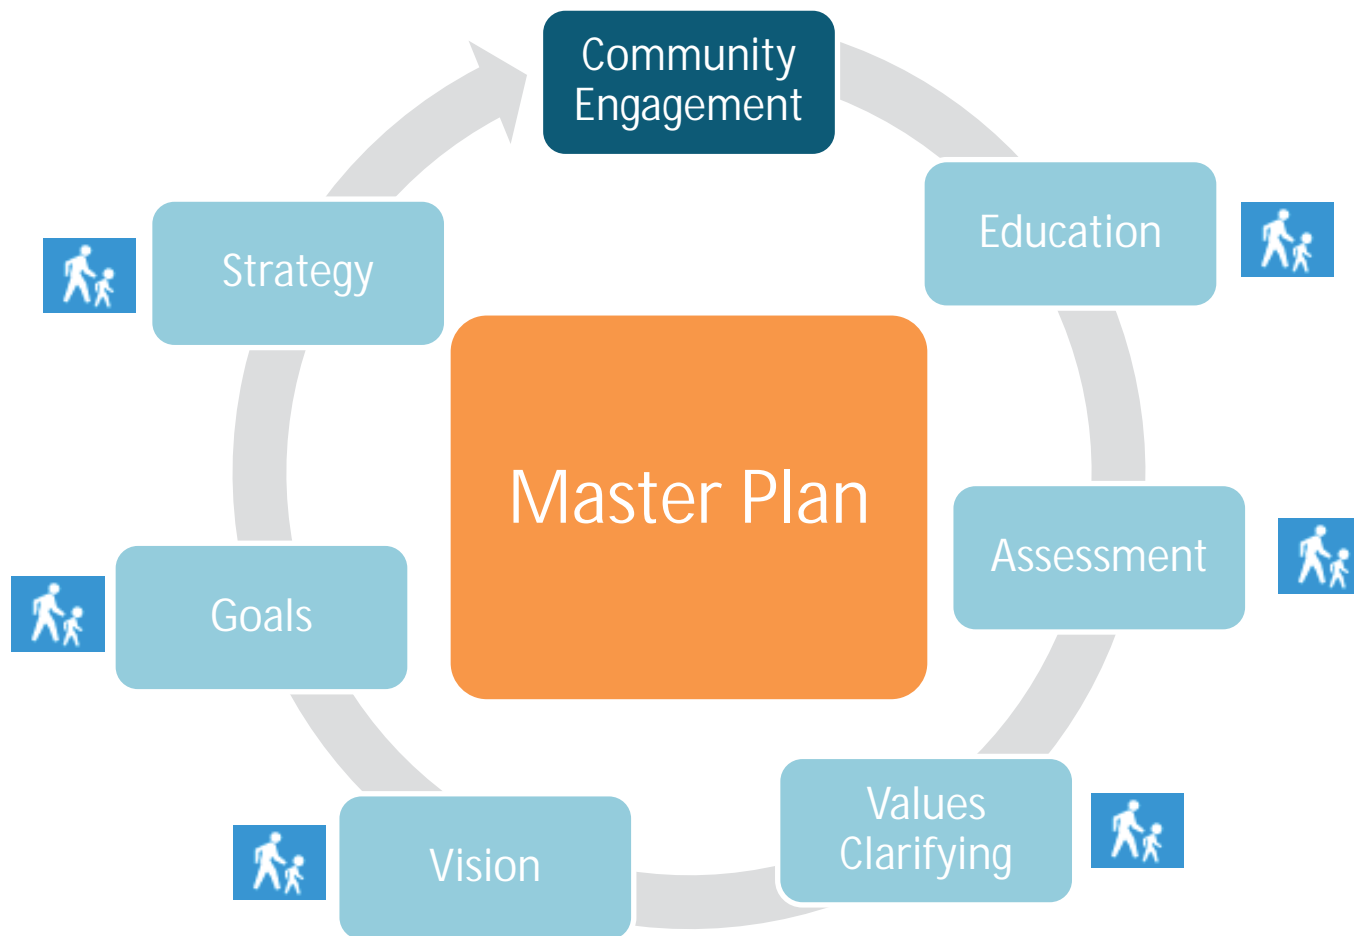 Community
Engagement
Education
Assessment
Values
Clarifying
Vision
Goals
Strategy
Master Plan